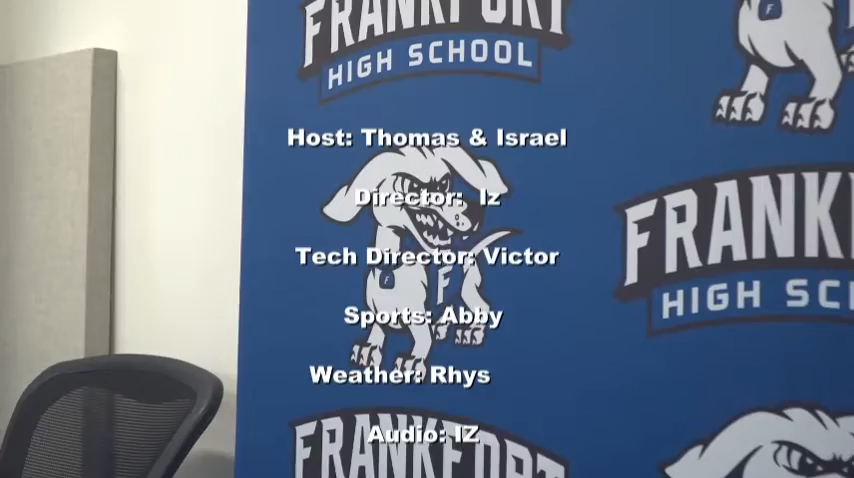 FRANKFORT
HIGH SCHOOL
F
Host: Thomas & Israel
Director: Iz
FRANK
HIGH SC
Tech Director: Victor
F
F
Sports: Abby
Weather: Rhys
Audio: IZ
FRANKFORT